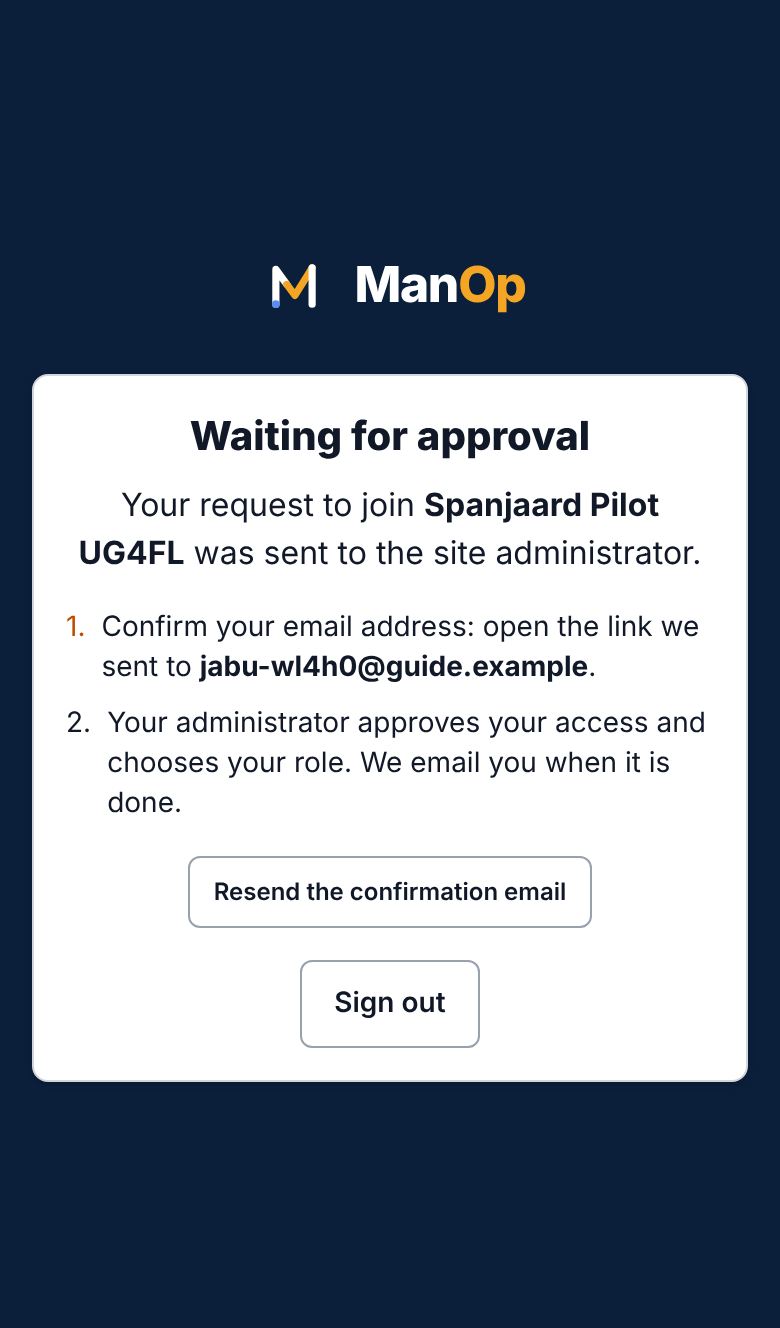 ManOp
Waiting for approval
Your request to join Spanjaard Pilot
UG4FL was sent to the site administrator.
1. Confirm your email address: open the link we
sent to jabu-wl4h0@guide.example.
2. Your administrator approves your access and
chooses your role. We email you when it is
done.
Resend the confirmation email
Sign out